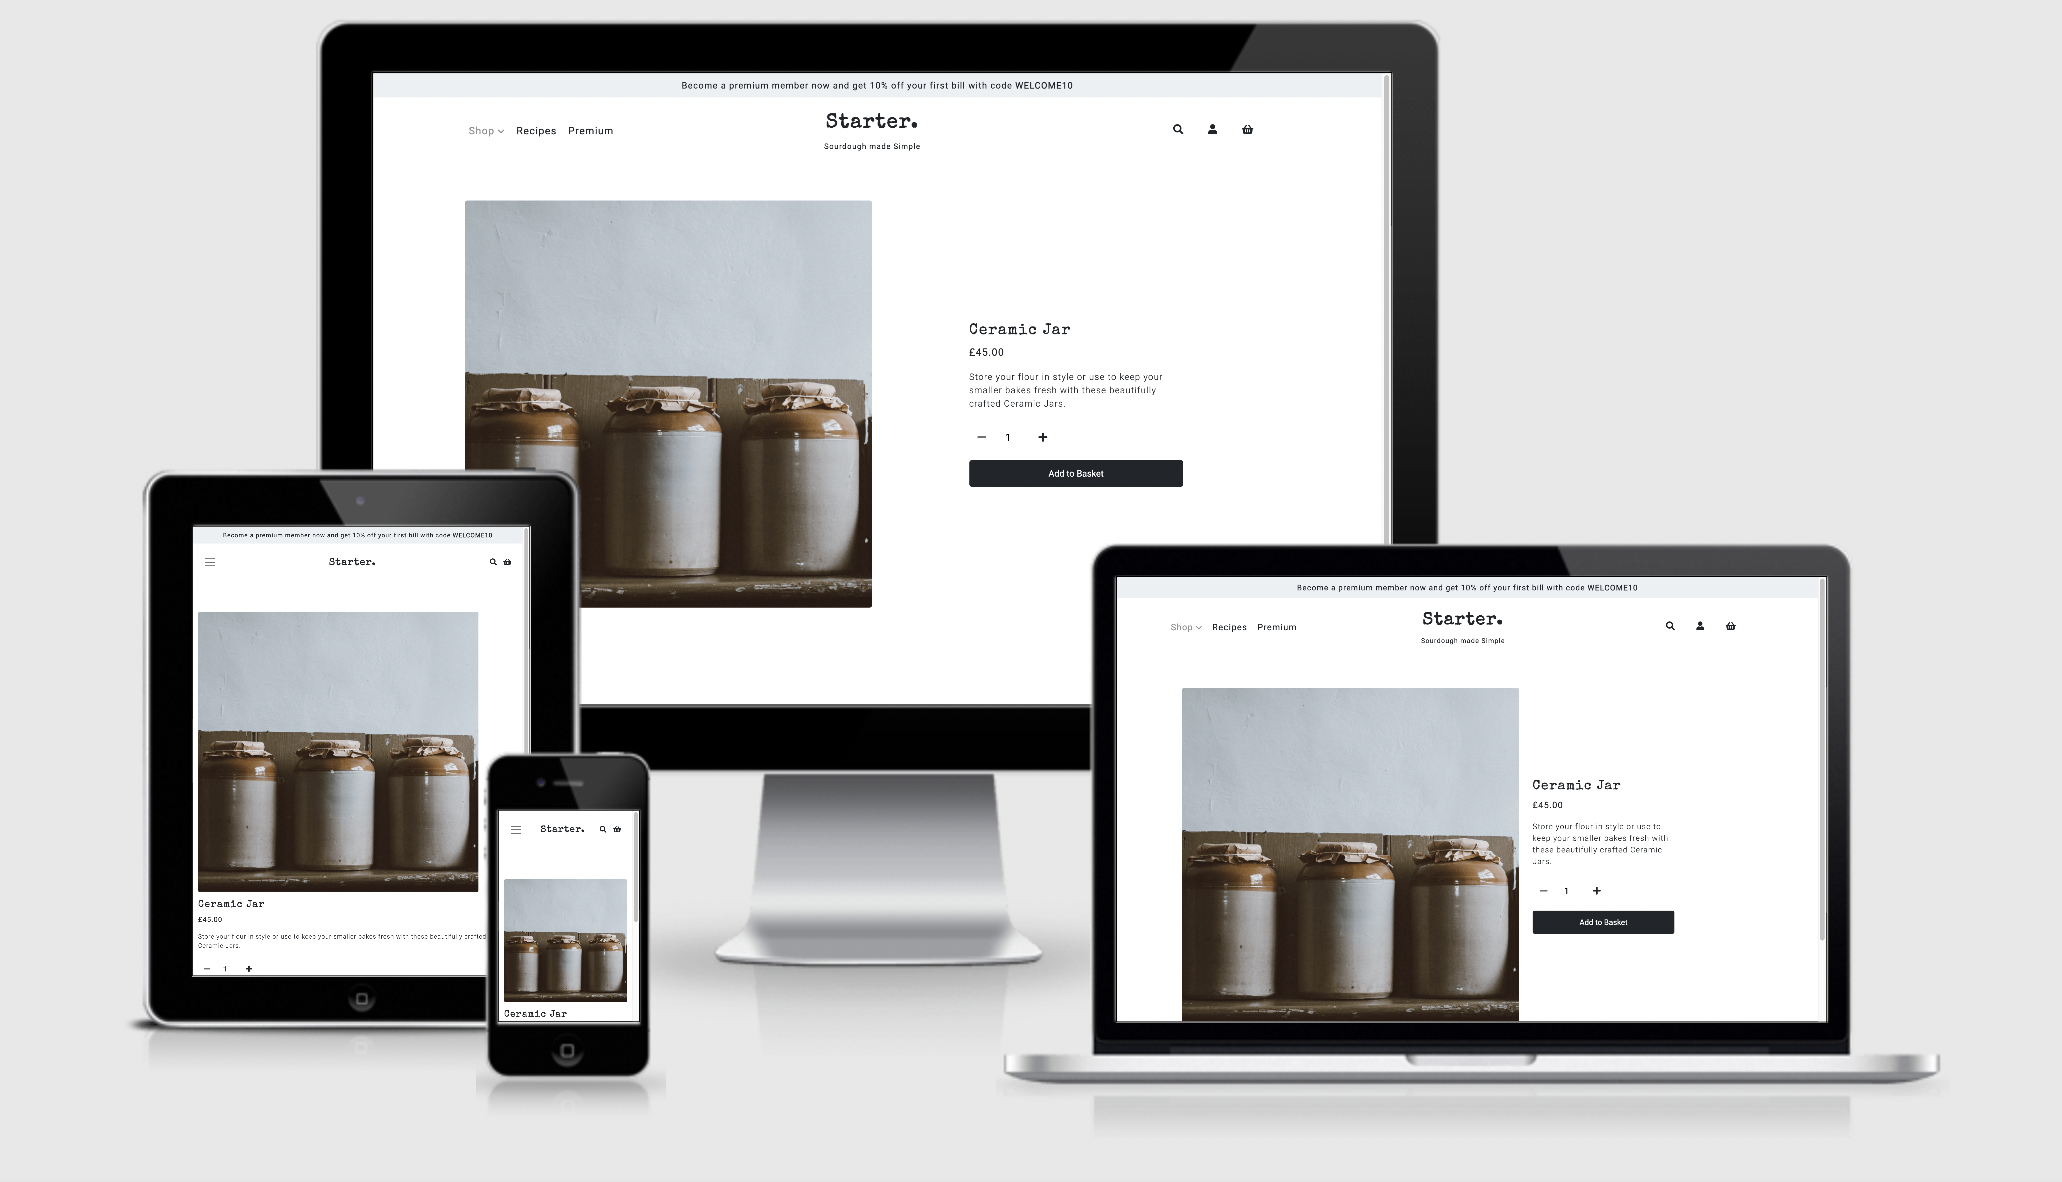 Become a premium member now and get 10% off your first bill with code WELCOME10
Shop Recipes Premium
Starter.
Sourdough made Simple
Ceramic Jar
£45.00
Store your flour in style or use to keep your
smaller bakes fresh with these beautifully
crafted Ceramic Jars.
1
Add to Basket
Become a premium member now and get 10% off your first bill with code WELCOME10
Starter.
Ceramic Jar
£45.00
Store your flour in style or use to keep your smaller bakes fresh with these beautifully crafted
Ceramic Jars.
1
Starter.
Ceramic Jar
Become a premium member now and get 10% off your first bill with code WELCOME10
Shop Recipes Premium
Starter.
Sourdough made Simple
Ceramic Jar
£45.00
Store your flour in style or use to
keep your smaller bakes fresh with
these beautifully crafted Ceramic
Jars.
1
Add to Basket